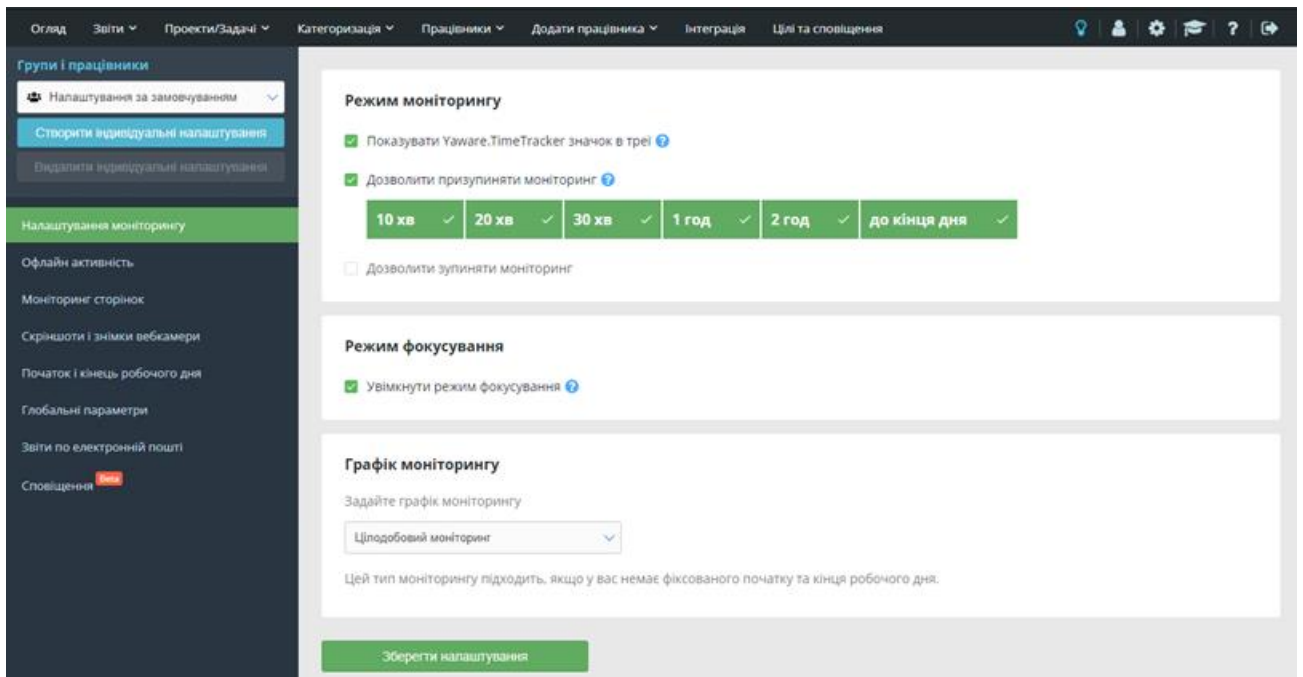 Огляд Звіти Проекти/Задачі Категоризація Працівники Додати працівника Інтеграція Цілі та сповіщення ?
Групи і працівники
Налаштування за замовчуванням
Створити індивідуальні налаштування
Видалити індивідуальні налаштування
Налаштування моніторингу
Офлайн активність
Моніторинг сторінок
Скріншоти і знімки вебкамери
Початок і кінець робочого дня
Глобальні параметри
Звіти по електронній пошті
Сповіщення Beta
Режим моніторингу
Показувати Yaware.TimeTracker значок в треї ?
Дозволити призупиняти моніторинг ?
10 хв 20 хв 30 хв 1 год 2 год до кінця дня
Дозволити зупиняти моніторинг
Режим фокусування
Увімкнути режим фокусування ?
Графік моніторингу
Задайте графік моніторингу
Цілодобовий моніторинг
Цей тип моніторингу підходить, якщо у вас немає фіксованого початку та кінця робочого дня.
Зберегти налаштування